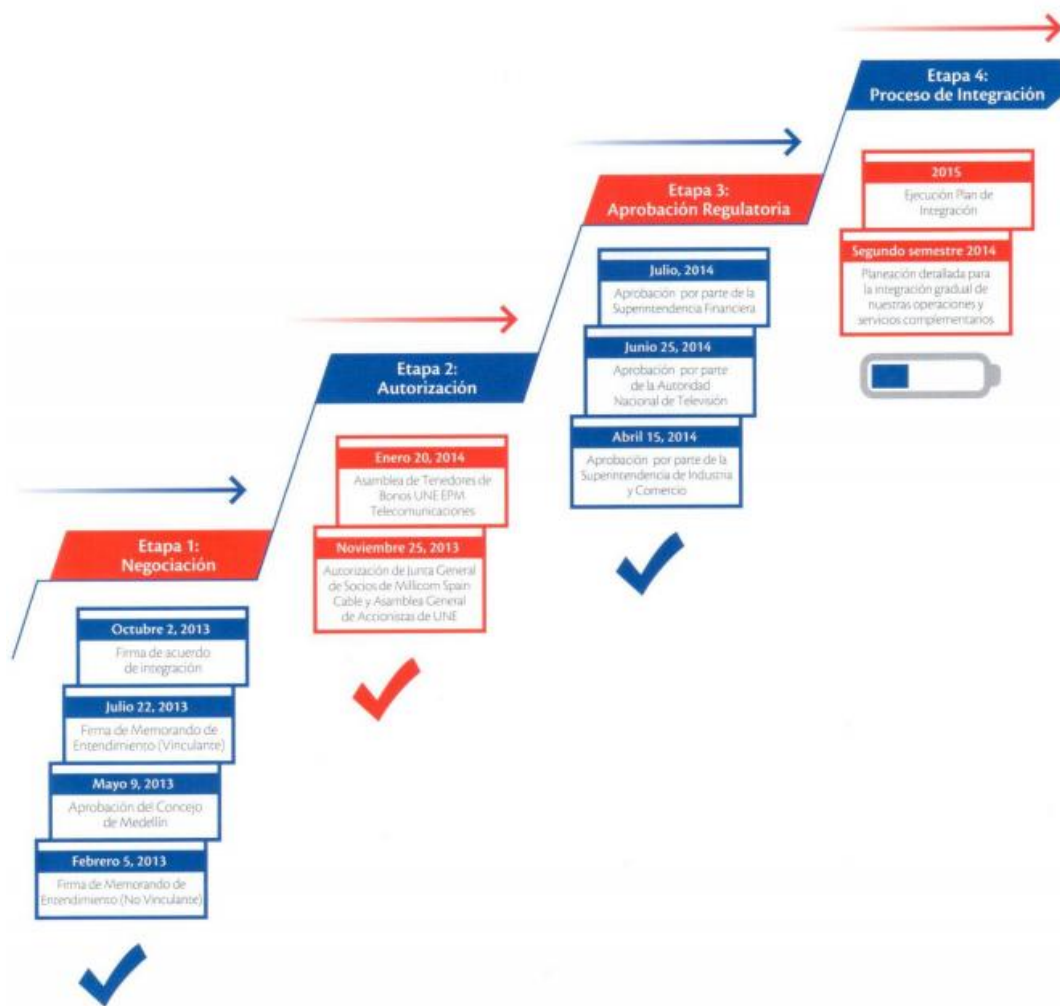 Etapa 4:
Proceso de Integración
2015
Ejecución Plan de
Integración
Segundo semestre 2014
Planeación detallada para
la integración gradual de
nuestras operaciones y
servicios complementarios
Etapa 3:
Aprobación Regulatoria
Julio, 2014
Aprobación por parte de la
Superintendencia Financiera
Junio 25, 2014
Aprobación por parte
de la Autoridad
Nacional de Televisión
Abril 15, 2014
Aprobación por parte de la
Superintendencia de Industria
y Comercio
Etapa 2:
Autorización
Enero 20, 2014
Asamblea de Tenedores de
Bonos UNE EPM
Telecomunicaciones
Noviembre 25, 2013
Autorización de Junta General
de Socios de Millicom Spain
Cable y Asamblea General
de Accionistas de UNE
Etapa 1:
Negociación
Octubre 2, 2013
Firma de acuerdo
de integración
Julio 22, 2013
Firma de Memorando de
Entendimiento (Vinculante)
Mayo 9, 2013
Aprobación del Concejo
de Medellín
Febrero 5, 2013
Firma de Memorando de
Entendimiento (No Vinculante)